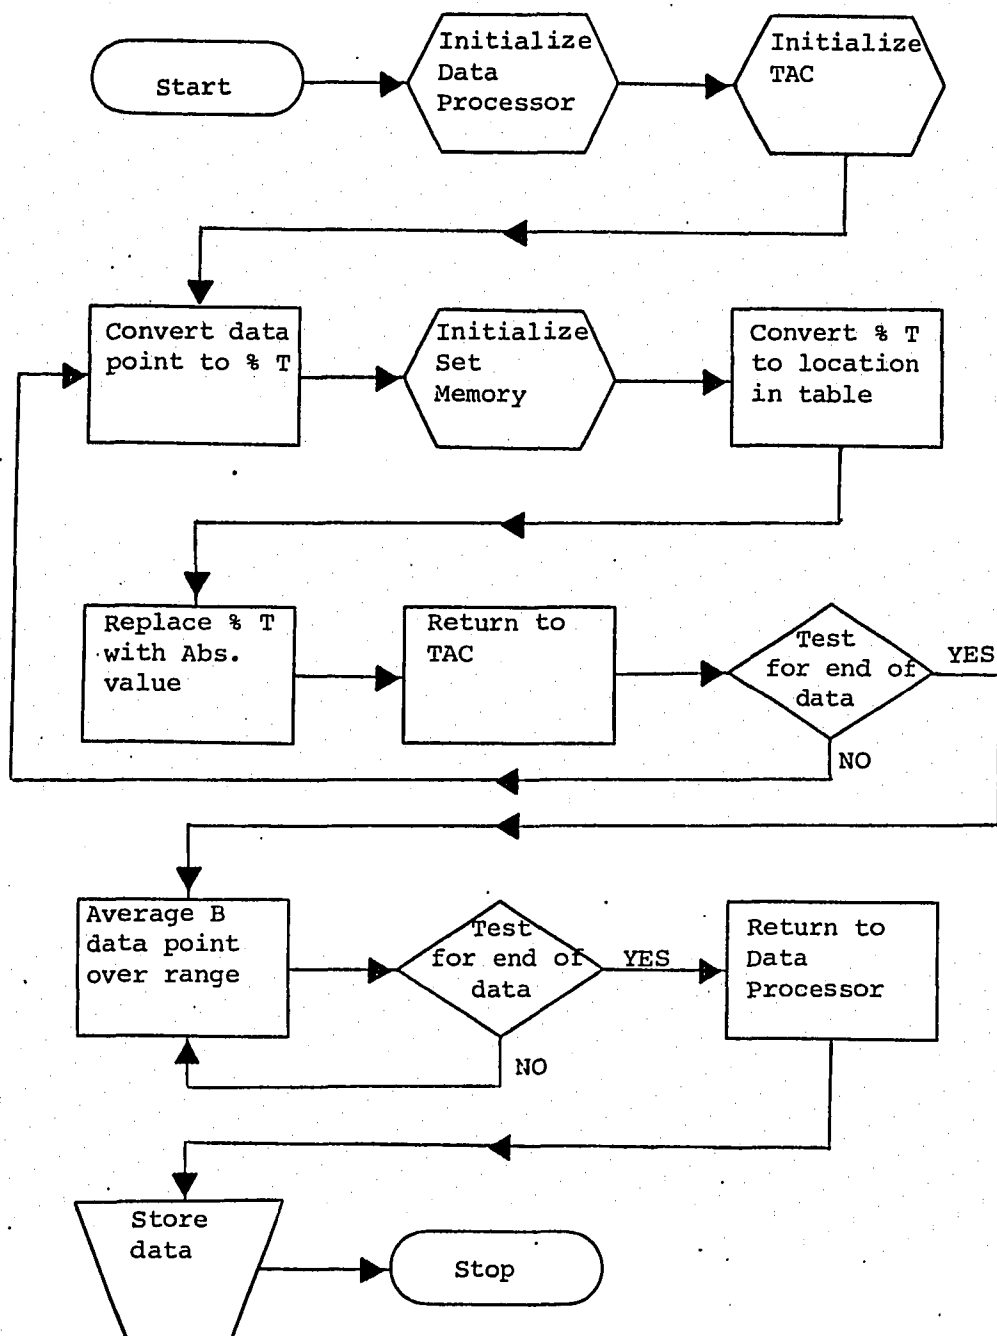 Start
Initialize
Data
Processor
Initialize
TAC
Convert data
point to % T
Initialize
Set
Memory
Convert % T
to location
in table
Replace % T
with Abs.
value
Return to
TAC
Test
for end of
data
YES
NO
Average B
data point
over range
Test
for end of
data
YES
NO
Return to
Data
Processor
Store
data
Stop